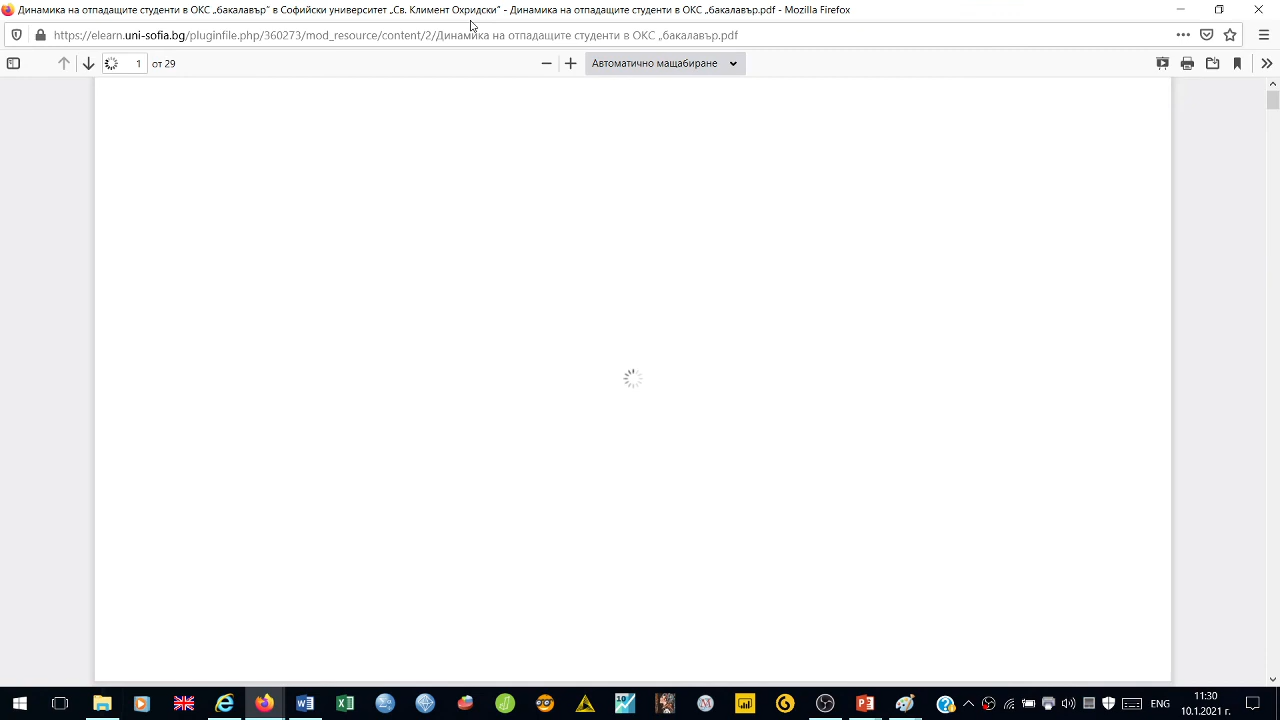 Динамика на отпадащите студенти в ОКС „бакалавър“ в Софийски университет „Св. Климент Охридски“ - Динамика на отпадащите студенти в ОКС „бакалавър.pdf - Mozilla Firefox
https://elearn.uni-sofia.bg/pluginfile.php/360273/mod_resource/content/2/Динамика на отпадащите студенти в ОКС „бакалавър.pdf
1 от 29
Автоматично мащабиране
10
ENG
11:30
10.1.2021 г.